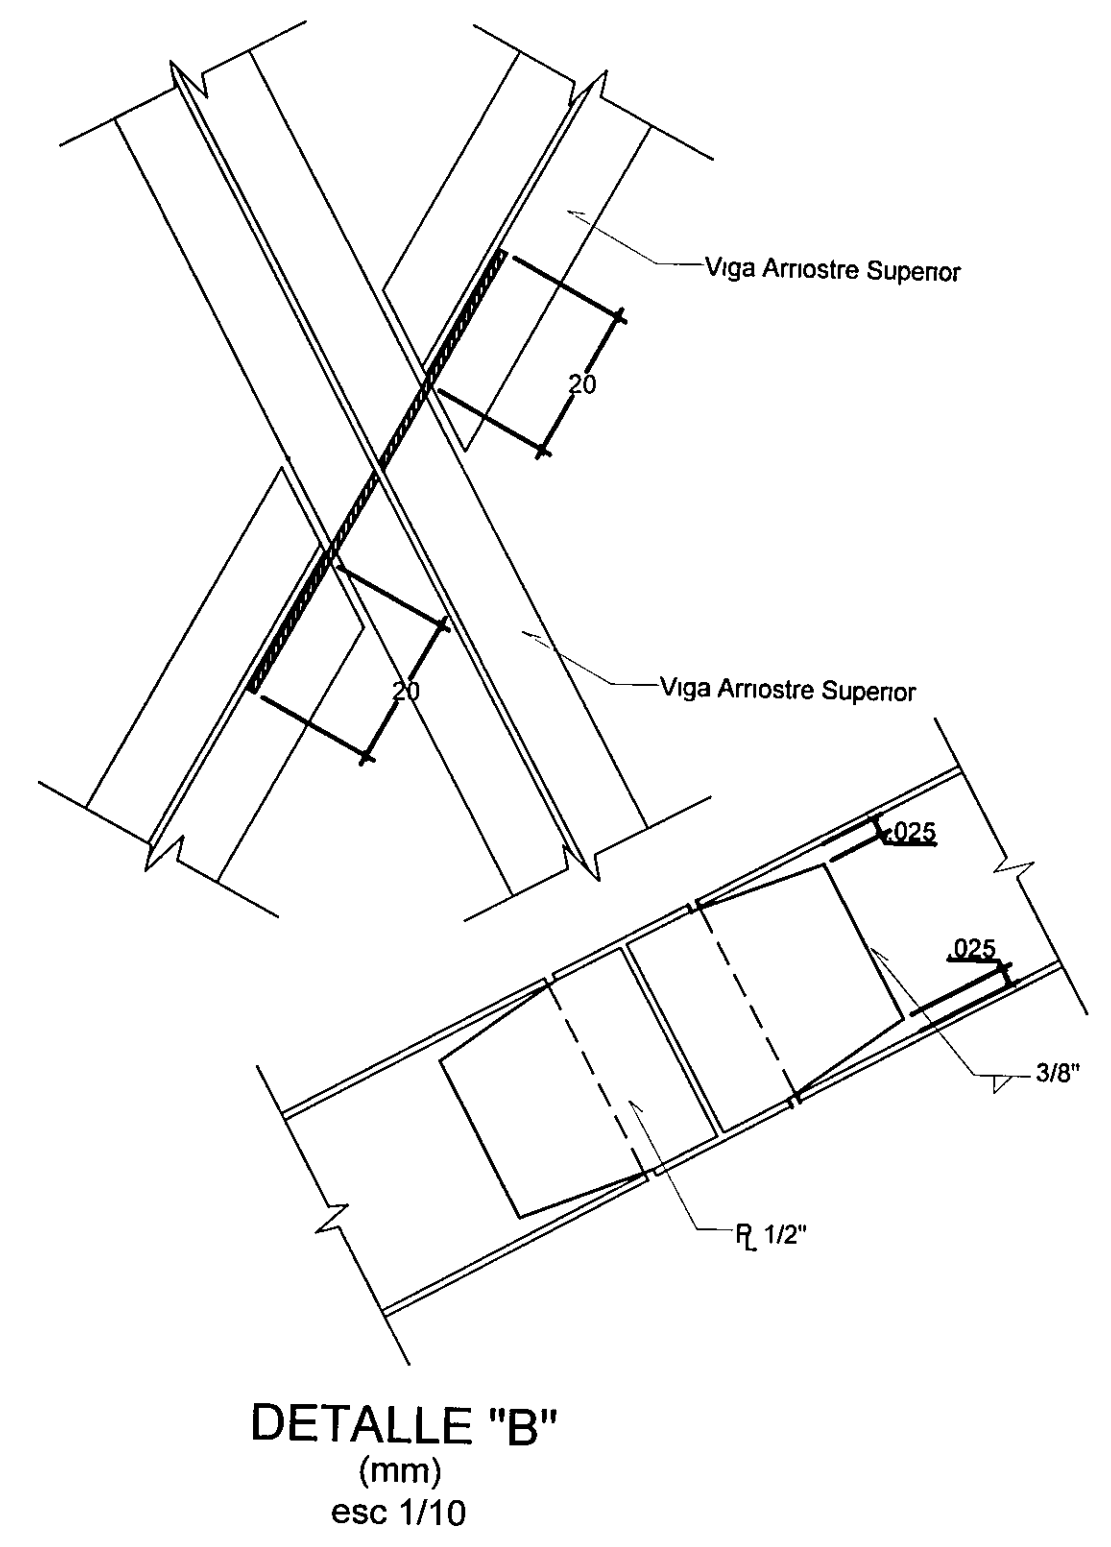 Viga Arriostre Superior
20
20
Viga Arriostre Superior
.025
.025
3/8"
PL 1/2"
DETALLE "B"
(mm)
esc 1/10